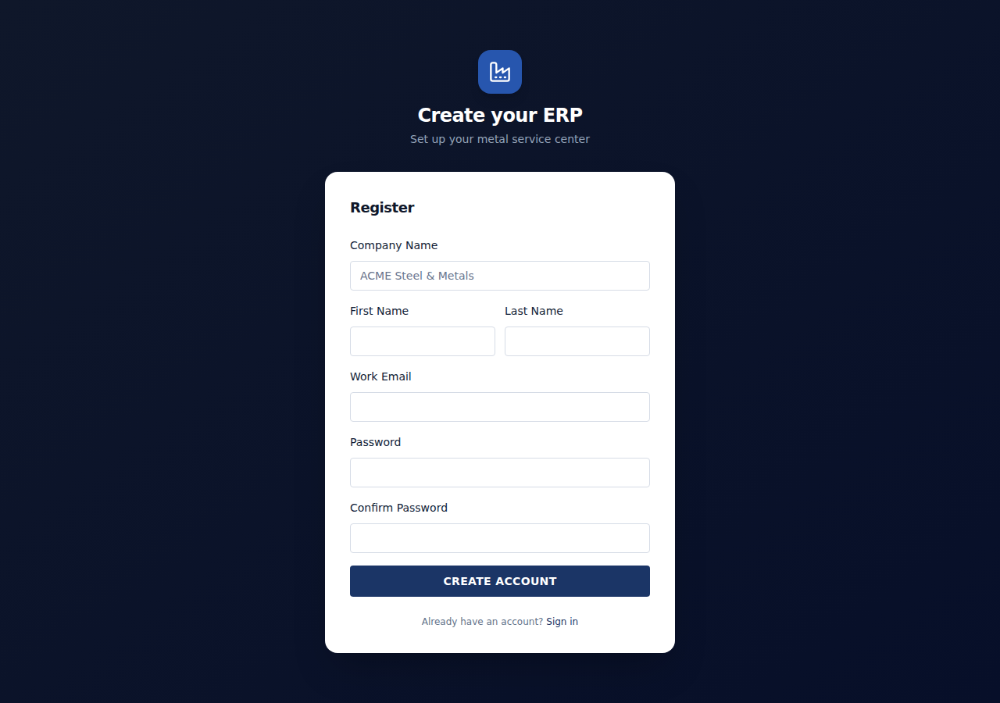 Create your ERP
Set up your metal service center
Register
Company Name
ACME Steel & Metals
First Name Last Name
Work Email
Password
Confirm Password
CREATE ACCOUNT
Already have an account? Sign in